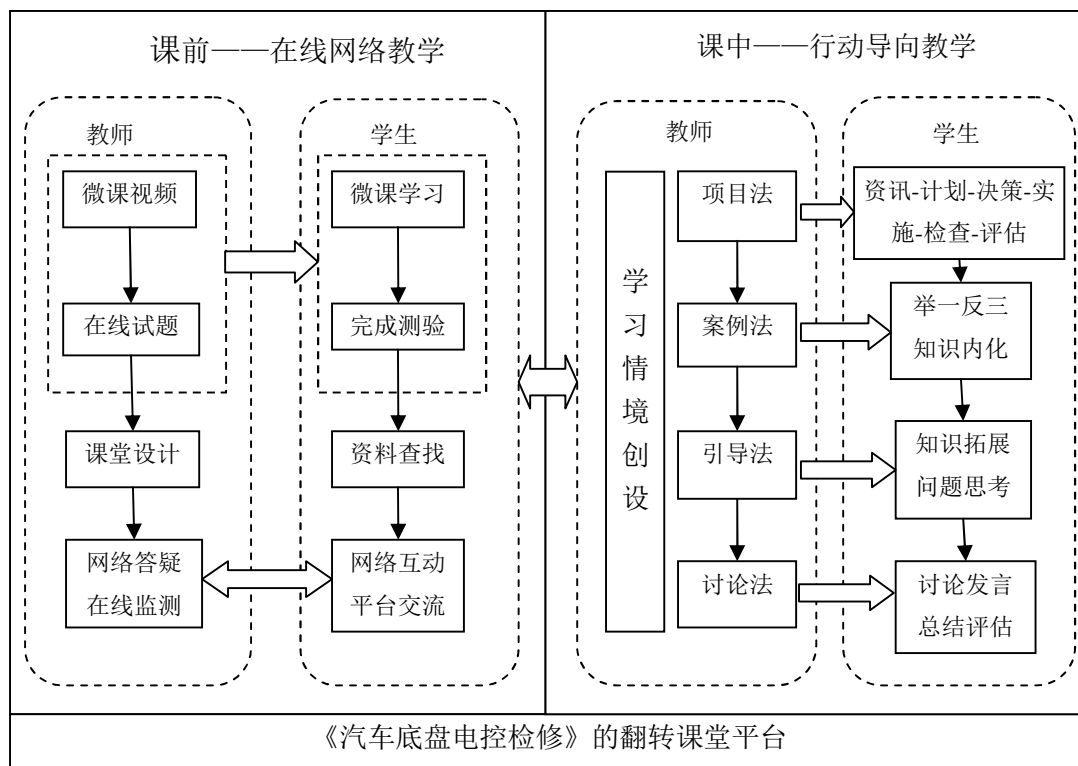 课前——在线网络教学
教师
微课视频
在线试题
课堂设计
网络答疑
在线监测
学生
微课学习
完成测验
资料查找
网络互动
平台交流
课中——行动导向教学
教师
学习情境创设
项目法
案例法
引导法
讨论法
学生
资讯-计划-决策-实
施-检查-评估
举一反三
知识内化
知识拓展
问题思考
讨论发言
总结评估
《汽车底盘电控检修》的翻转课堂平台